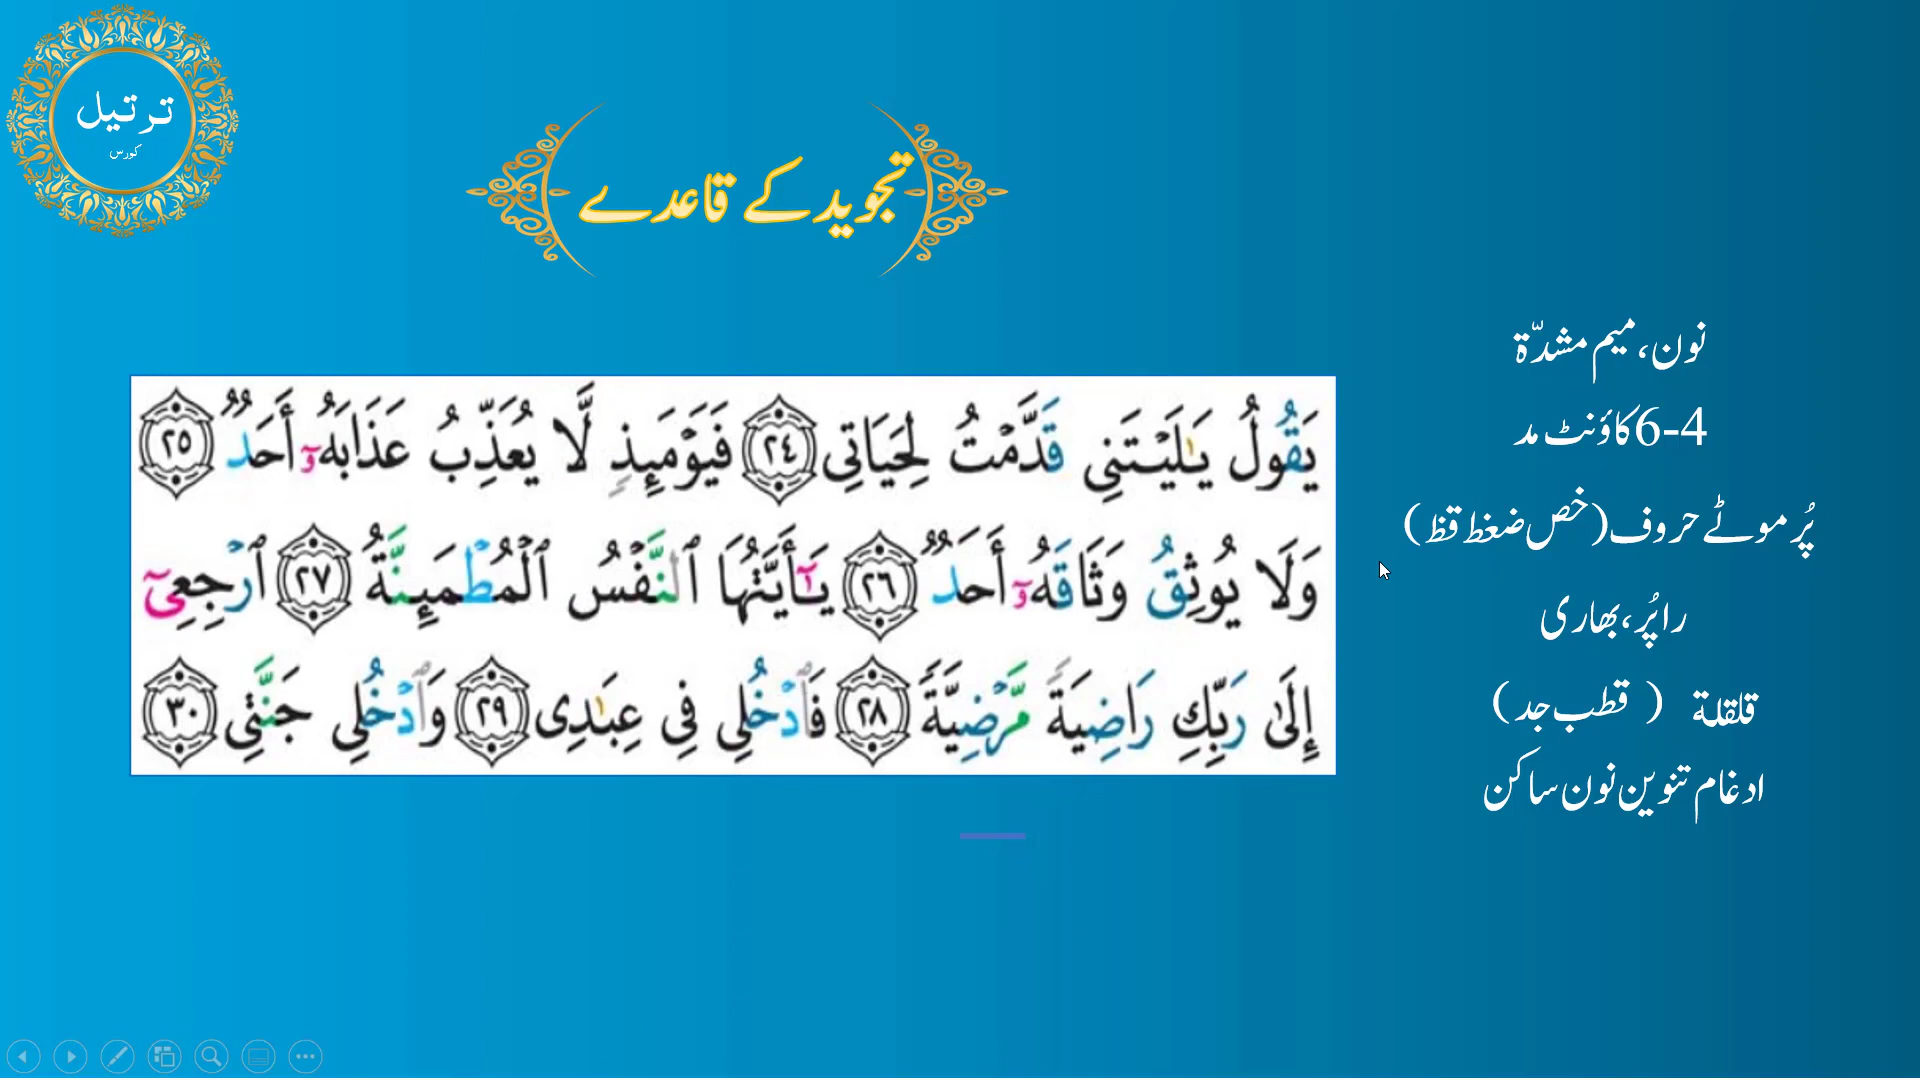 ترتیل
کورس
تجوید کے قاعدے
يَقُولُ يَـٰلَيْتَنِى قَدَّمْتُ لِحَيَاتِى ٢٤ فَيَوْمَئِذٍ لَّا يُعَذِّبُ عَذَابَهُۥٓ أَحَدٌ ٢٥
وَلَا يُوثِقُ وَثَاقَهُۥٓ أَحَدٌ ٢٦ يَـٰٓأَيَّتُهَا ٱلنَّفْسُ ٱلْمُطْمَئِنَّةُ ٢٧ ٱرْجِعِىٓ
إِلَىٰ رَبِّكِ رَاضِيَةً مَّرْضِيَّةً ٢٨ فَٱدْخُلِى فِى عِبَـٰدِى ٢٩ وَٱدْخُلِى جَنَّتِى ٣٠
نون، میم مشدّۃ
4-6 کاؤنٹ مد
پُر موٹے حروف (خص ضغط قظ)
را پُر، بھاری
قلقلة ( قطب جد )
ادغام تنوین نون ساکن